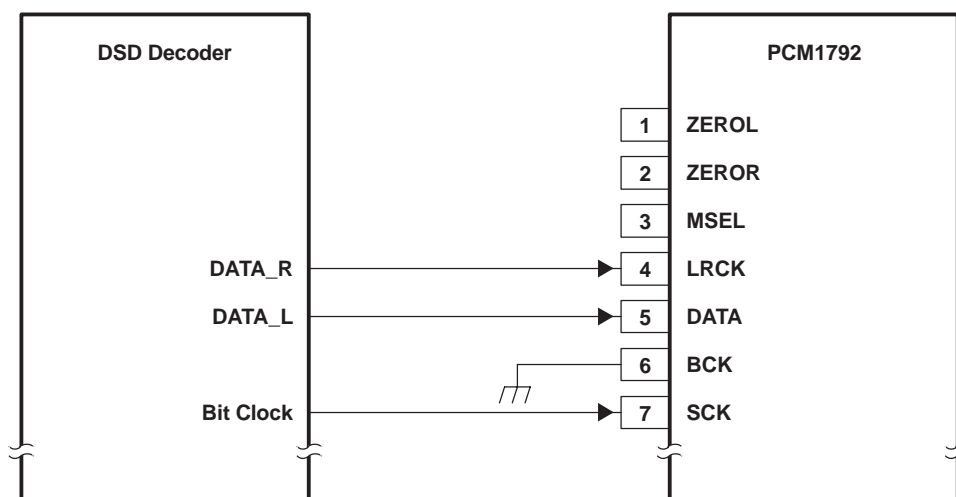 DSD Decoder
PCM1792
1 ZEROL
2 ZEROR
3 MSEL
DATA_R 4 LRCK
DATA_L 5 DATA
6 BCK
Bit Clock 7 SCK